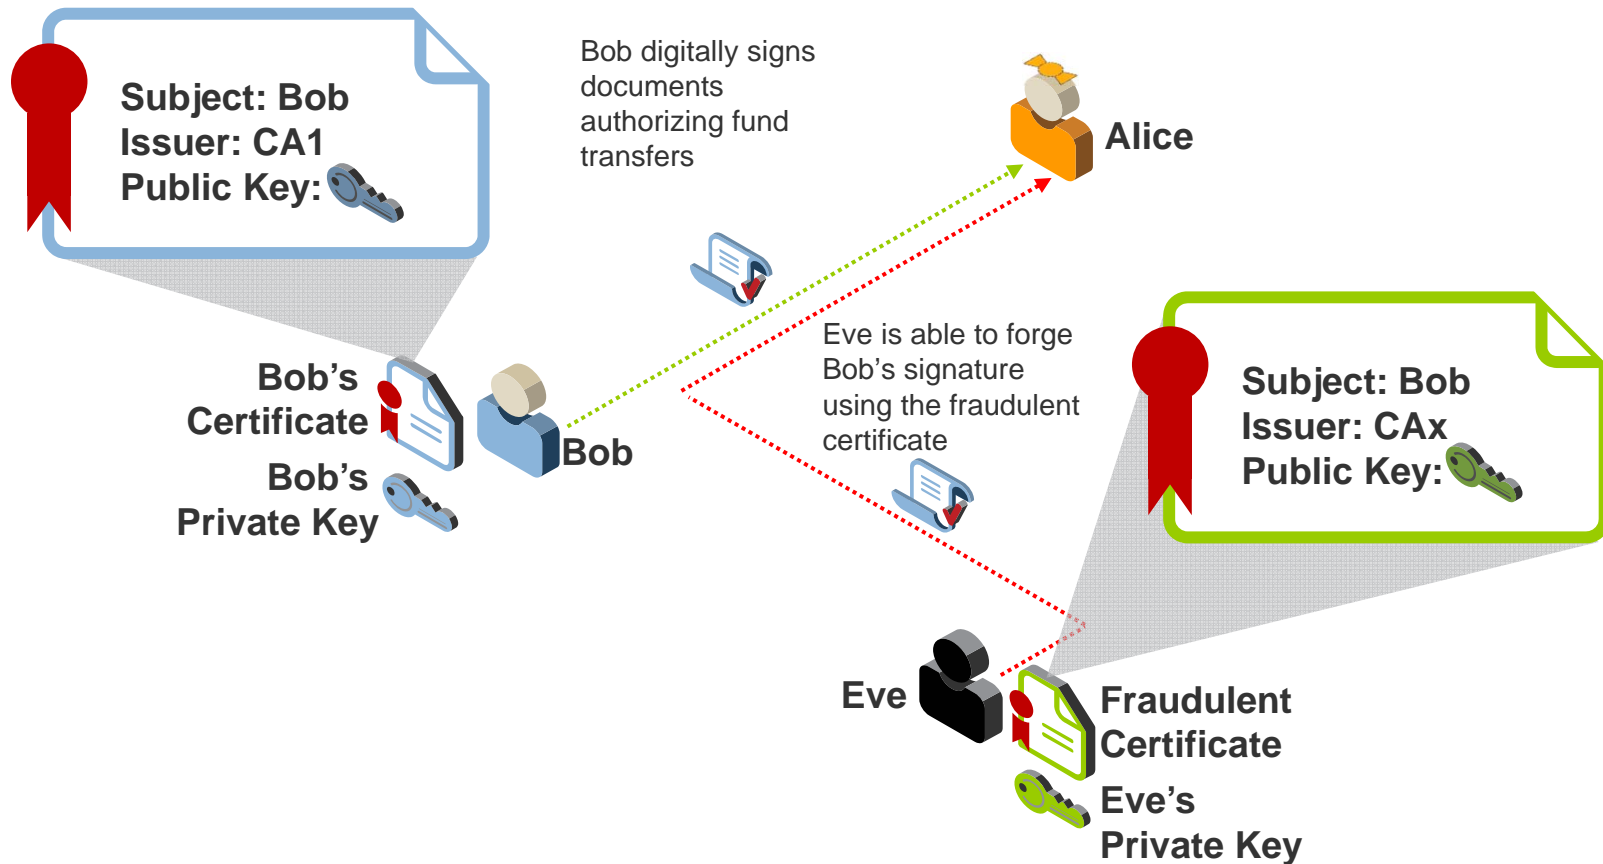 Subject: Bob
Issuer: CA1
Public Key:
Bob digitally signs
documents
authorizing fund
transfers
Alice
Eve is able to forge
Bob’s signature
using the fraudulent
certificate
Subject: Bob
Issuer: CAx
Public Key:
Bob’s
Certificate
Bob
Bob’s
Private Key
Eve
Fraudulent
Certificate
Eve’s
Private Key